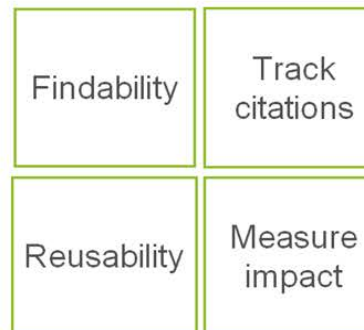 Findability
Track
citations
Reusability
Measure
impact